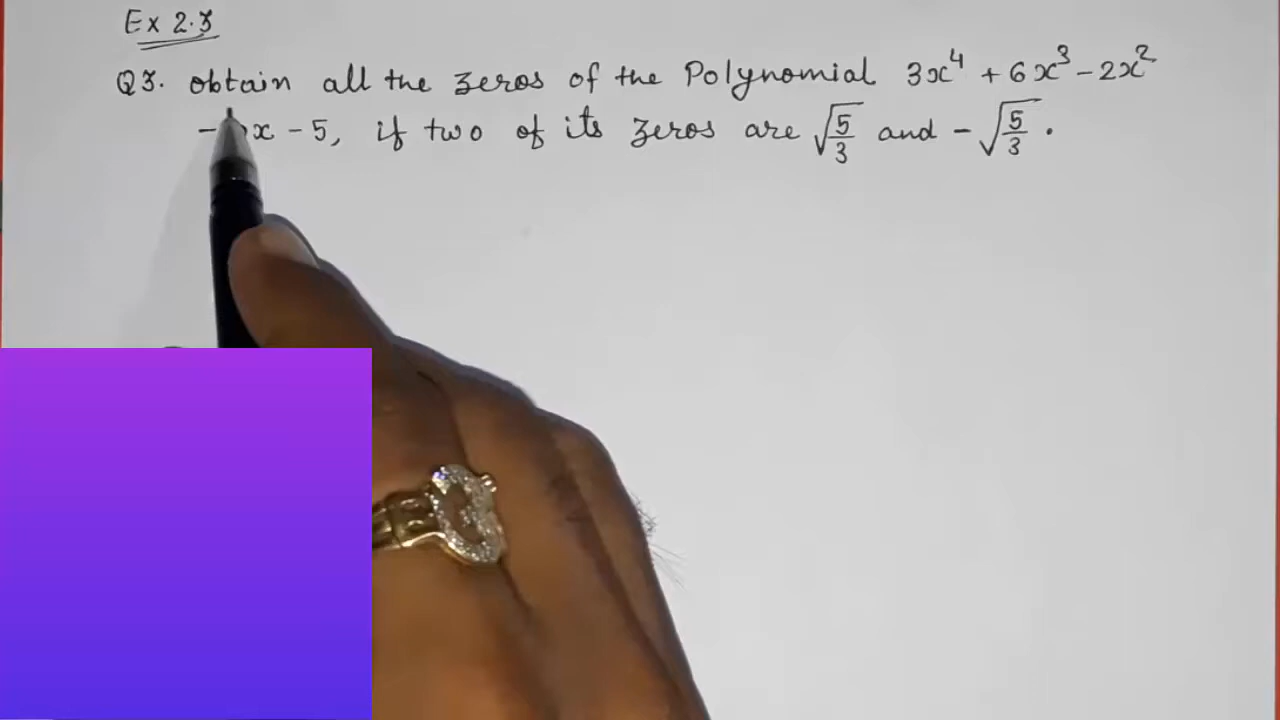 Ex 2.3
Q3. obtain all the zeros of the Polynomial 3x⁴ + 6x³ - 2x²
- x - 5, if two of its zeros are √5/3 and -√5/3.